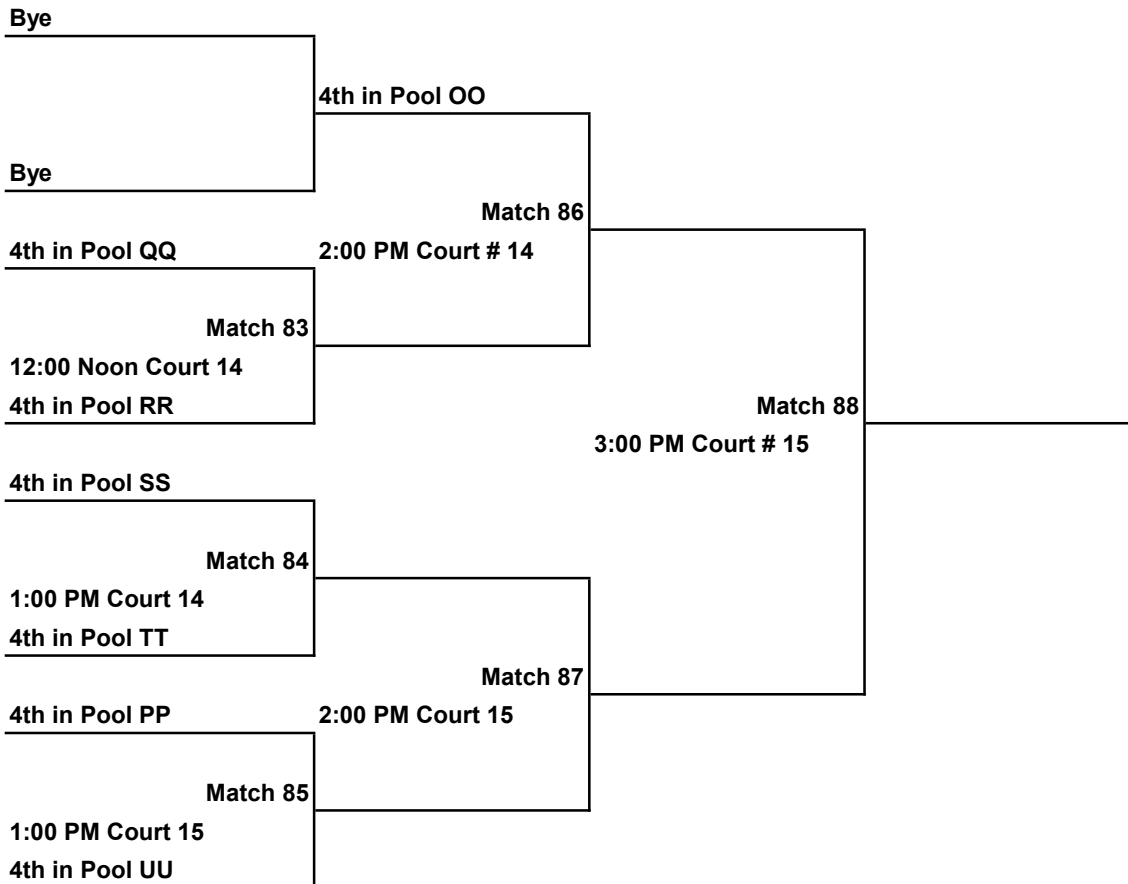 Bye
4th in Pool OO
Bye
Match 86
4th in Pool QQ
2:00 PM Court # 14
Match 83
12:00 Noon Court 14
4th in Pool RR
Match 88
3:00 PM Court # 15
4th in Pool SS
Match 84
1:00 PM Court 14
4th in Pool TT
Match 87
4th in Pool PP
2:00 PM Court 15
Match 85
1:00 PM Court 15
4th in Pool UU